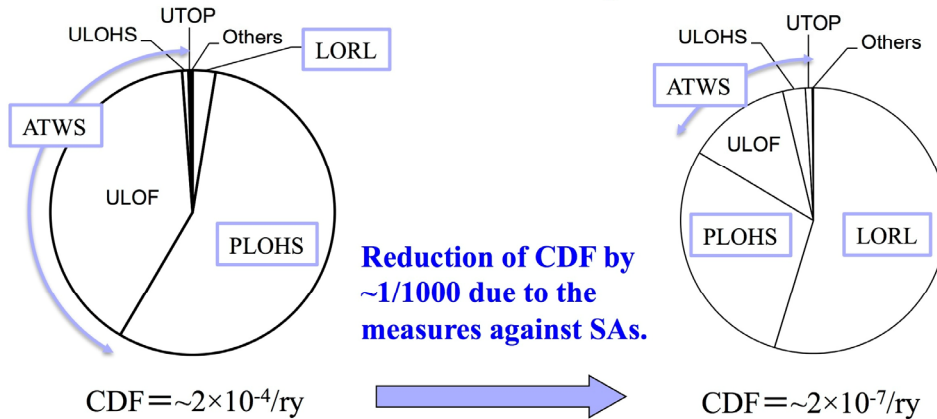 UTOP
ULOHS
Others
LORL
ATWS
ULOF
PLOHS
CDF=~2×10⁻⁴/ry
Reduction of CDF by
~1/1000 due to the
measures against SAs.
UTOP
ULOHS
Others
ATWS
ULOF
PLOHS
LORL
CDF=~2×10⁻⁷/ry